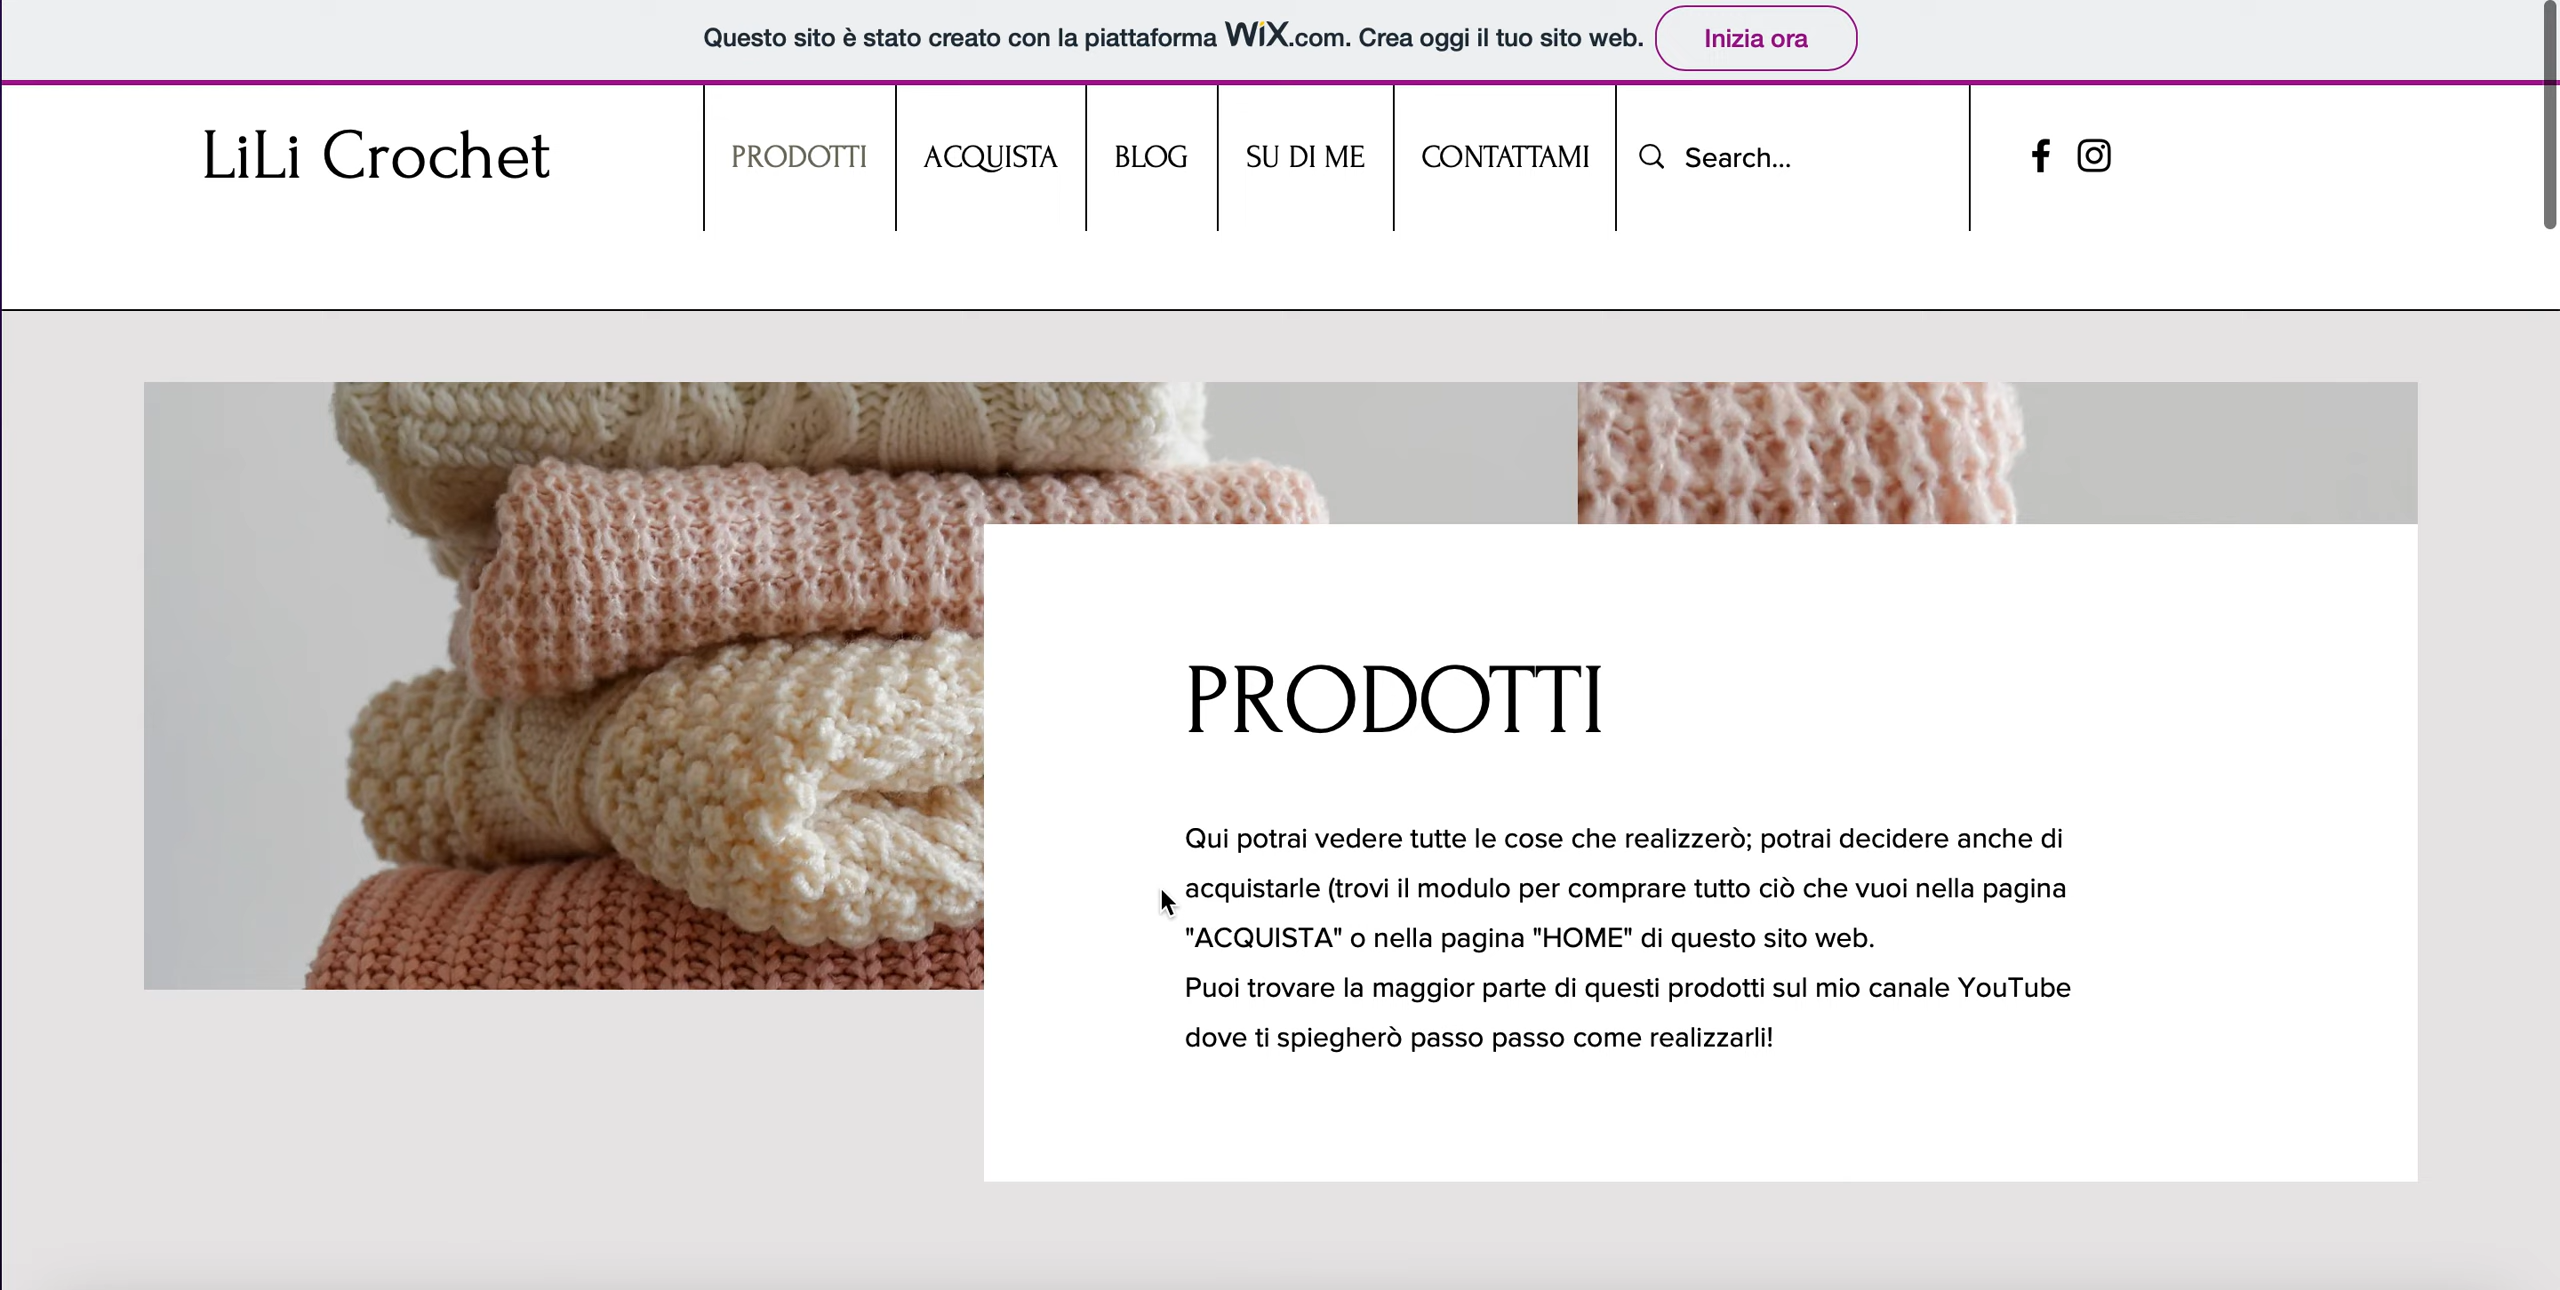 Questo sito è stato creato con la piattaforma WiX.com. Crea oggi il tuo sito web. Inizia ora
LiLi Crochet PRODOTTI ACQUISTA BLOG SU DI ME CONTATTAMI Search...
PRODOTTI
Qui potrai vedere tutte le cose che realizzerò; potrai decidere anche di
acquistarle (trovi il modulo per comprare tutto ciò che vuoi nella pagina
"ACQUISTA" o nella pagina "HOME" di questo sito web.
Puoi trovare la maggior parte di questi prodotti sul mio canale YouTube
dove ti spiegherò passo passo come realizzarli!